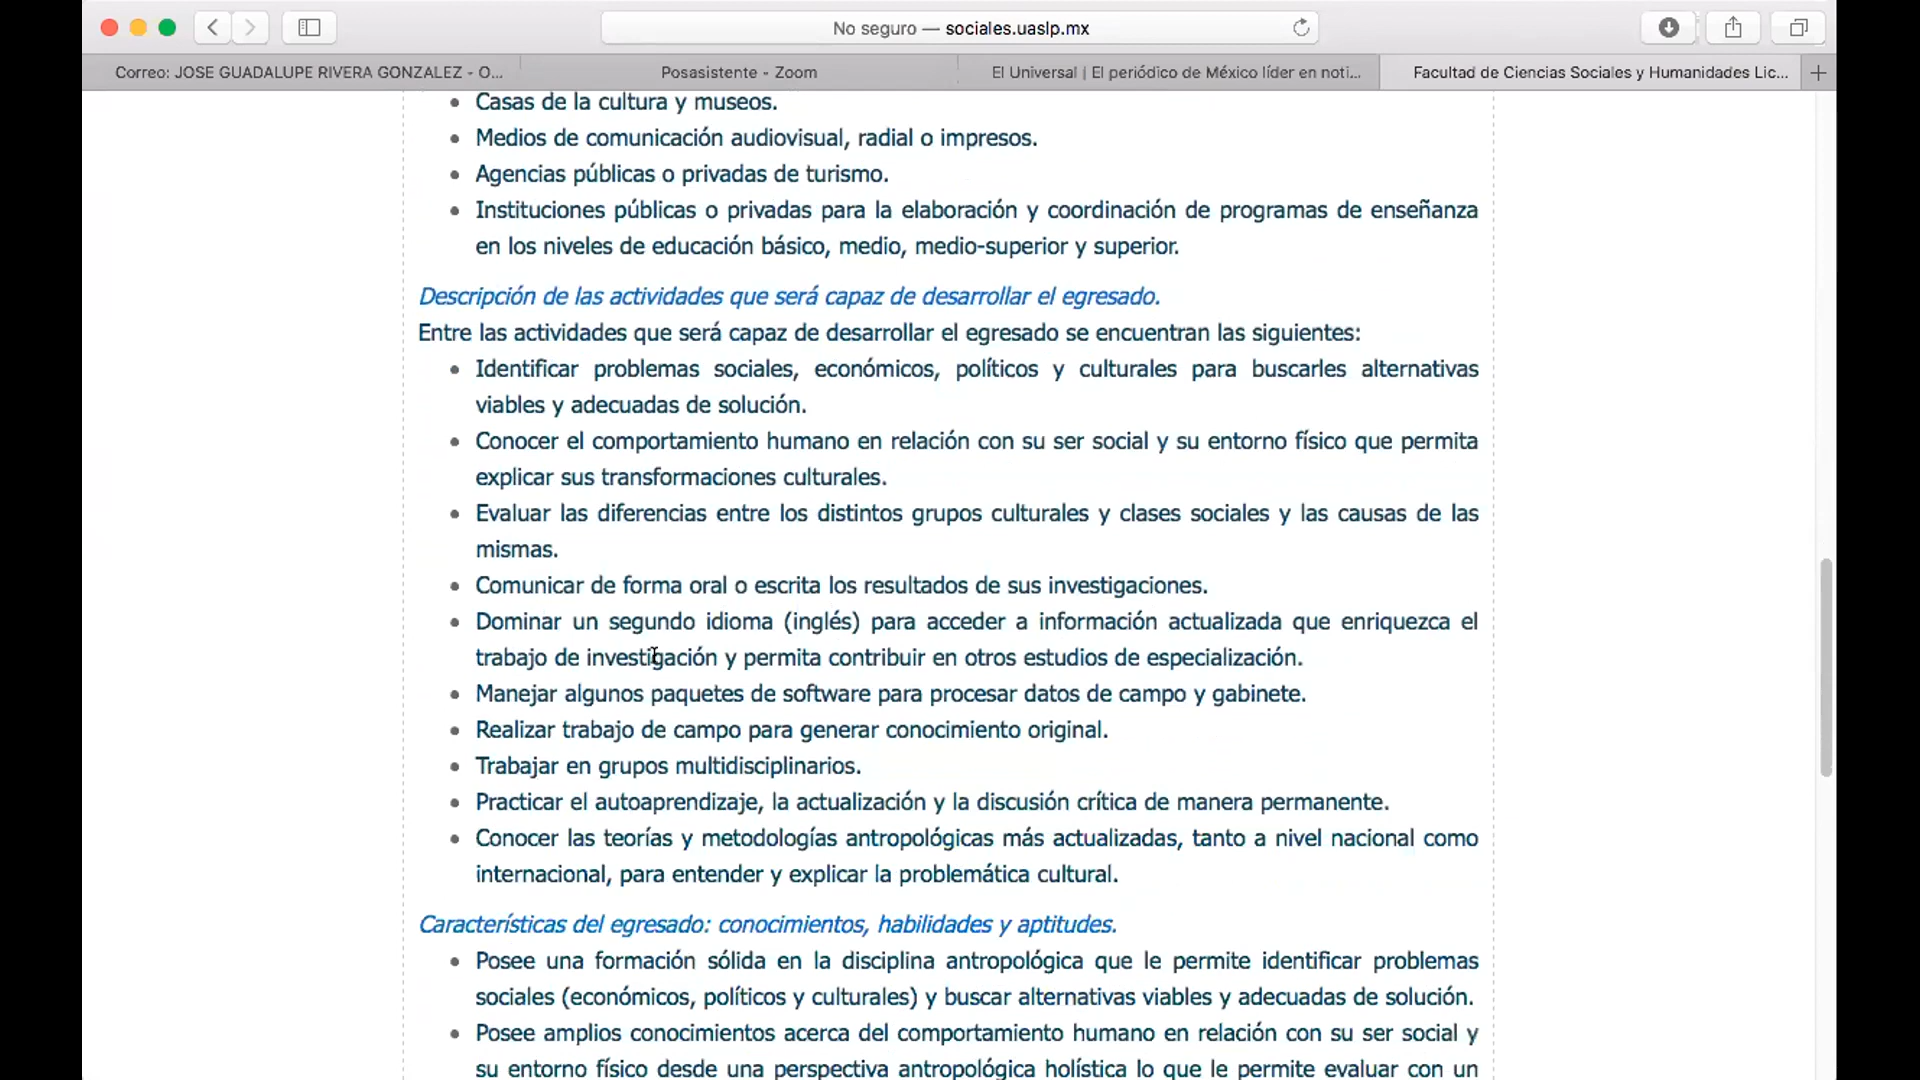 No seguro — sociales.uaslp.mx
Correo: JOSE GUADALUPE RIVERA GONZALEZ - O...
Posasistente - Zoom
El Universal | El periódico de México líder en noti...
Facultad de Ciencias Sociales y Humanidades Lic...
Casas de la cultura y museos.
Medios de comunicación audiovisual, radial o impresos.
Agencias públicas o privadas de turismo.
Instituciones públicas o privadas para la elaboración y coordinación de programas de enseñanza
en los niveles de educación básico, medio, medio-superior y superior.
Descripción de las actividades que será capaz de desarrollar el egresado.
Entre las actividades que será capaz de desarrollar el egresado se encuentran las siguientes:
Identificar problemas sociales, económicos, políticos y culturales para buscarles alternativas
viables y adecuadas de solución.
Conocer el comportamiento humano en relación con su ser social y su entorno físico que permita
explicar sus transformaciones culturales.
Evaluar las diferencias entre los distintos grupos culturales y clases sociales y las causas de las
mismas.
Comunicar de forma oral o escrita los resultados de sus investigaciones.
Dominar un segundo idioma (inglés) para acceder a información actualizada que enriquezca el
trabajo de investigación y permita contribuir en otros estudios de especialización.
Manejar algunos paquetes de software para procesar datos de campo y gabinete.
Realizar trabajo de campo para generar conocimiento original.
Trabajar en grupos multidisciplinarios.
Practicar el autoaprendizaje, la actualización y la discusión crítica de manera permanente.
Conocer las teorías y metodologías antropológicas más actualizadas, tanto a nivel nacional como
internacional, para entender y explicar la problemática cultural.
Características del egresado: conocimientos, habilidades y aptitudes.
Posee una formación sólida en la disciplina antropológica que le permite identificar problemas
sociales (económicos, políticos y culturales) y buscar alternativas viables y adecuadas de solución.
Posee amplios conocimientos acerca del comportamiento humano en relación con su ser social y
su entorno físico desde una perspectiva antropológica holística lo que le permite evaluar con un